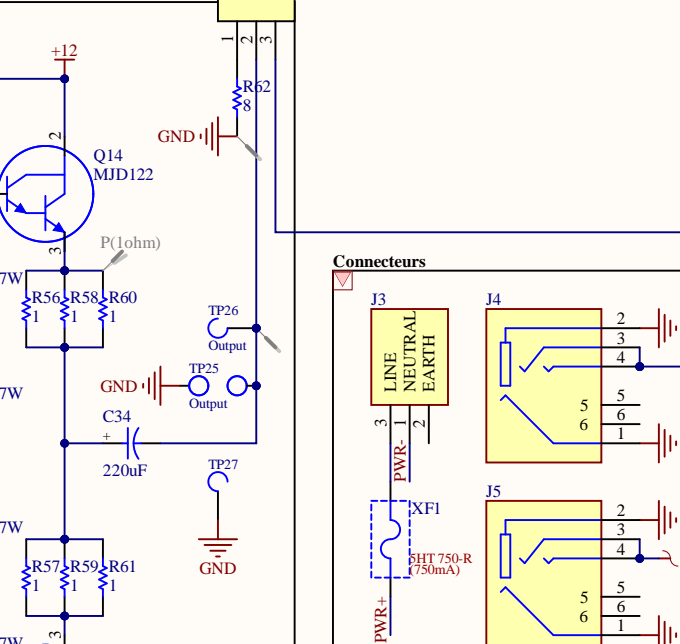 1
2
3
+12
R62
8
GND
2
Q14
MJD122
3
P(1ohm)
7W
R56
R58
R60
1
1
1
Connecteurs
TP26
Output
J3
J4
LINE
NEUTRAL
EARTH
2
3
4
5
5
6
6
1
GND
TP25
Output
7W
C34
+
220uF
3
1
2
PWR-
TP27
GND
J5
XF1
5HT 750-R
(750mA)
2
3
4
5
5
6
6
1
7W
R57
R59
R61
1
1
1
PWR+
7W
3